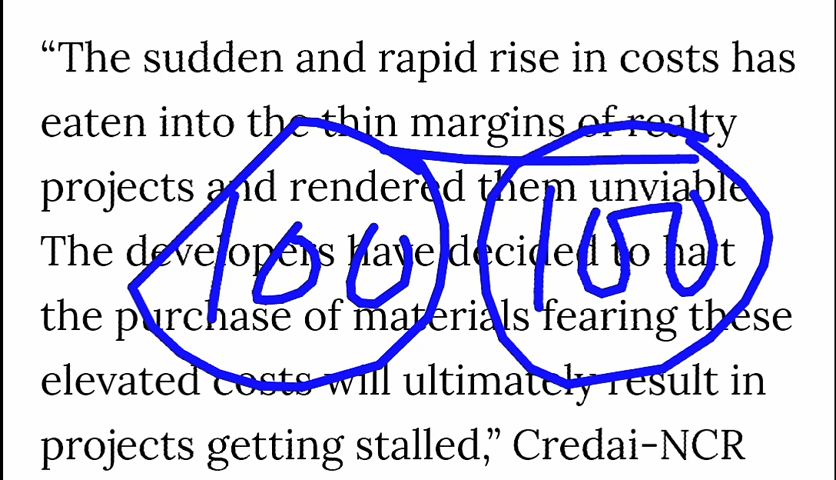 “The sudden and rapid rise in costs has
eaten into the thin margins of realty
projects and rendered them unviable
The developers have decided to halt
the purchase of materials fearing these
elevated costs will ultimately result in
projects getting stalled,” Credai-NCR
100 100